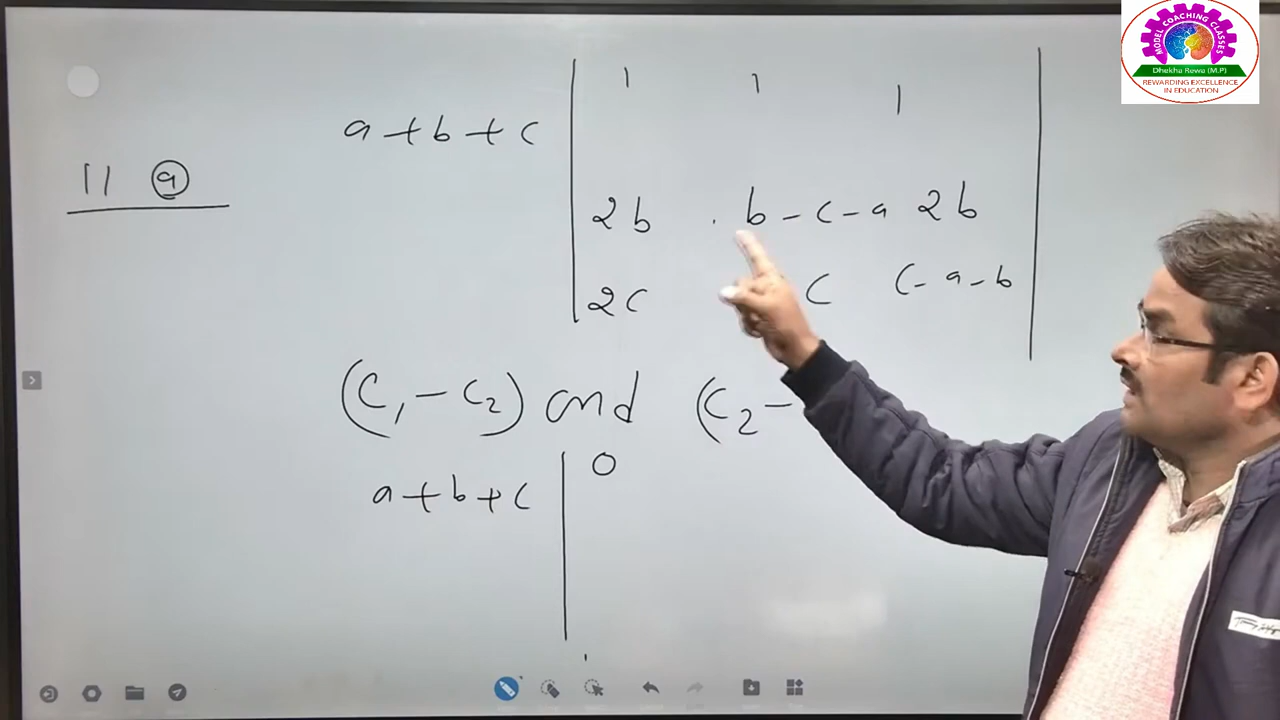 MODEL COACHING CLASSES
Dhekha Rewa (M.P)
REWARDING EXCELLENCE
IN EDUCATION
11 (a)
a + b + c | 1 1 1 |
2b b - c - a 2b
2c c c - a - b
(C₁ - C₂) and (C₂ -
a + b + c | 0